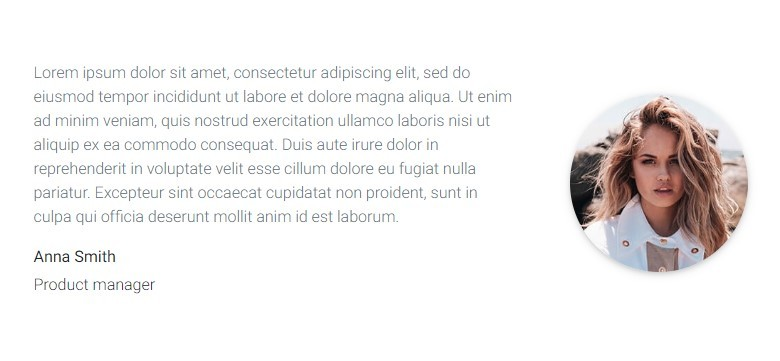 Lorem ipsum dolor sit amet, consectetur adipiscing elit, sed do
eiusmod tempor incididunt ut labore et dolore magna aliqua. Ut enim
ad minim veniam, quis nostrud exercitation ullamco laboris nisi ut
aliquip ex ea commodo consequat. Duis aute irure dolor in
reprehenderit in voluptate velit esse cillum dolore eu fugiat nulla
pariatur. Excepteur sint occaecat cupidatat non proident, sunt in
culpa qui officia deserunt mollit anim id est laborum.
Anna Smith
Product manager